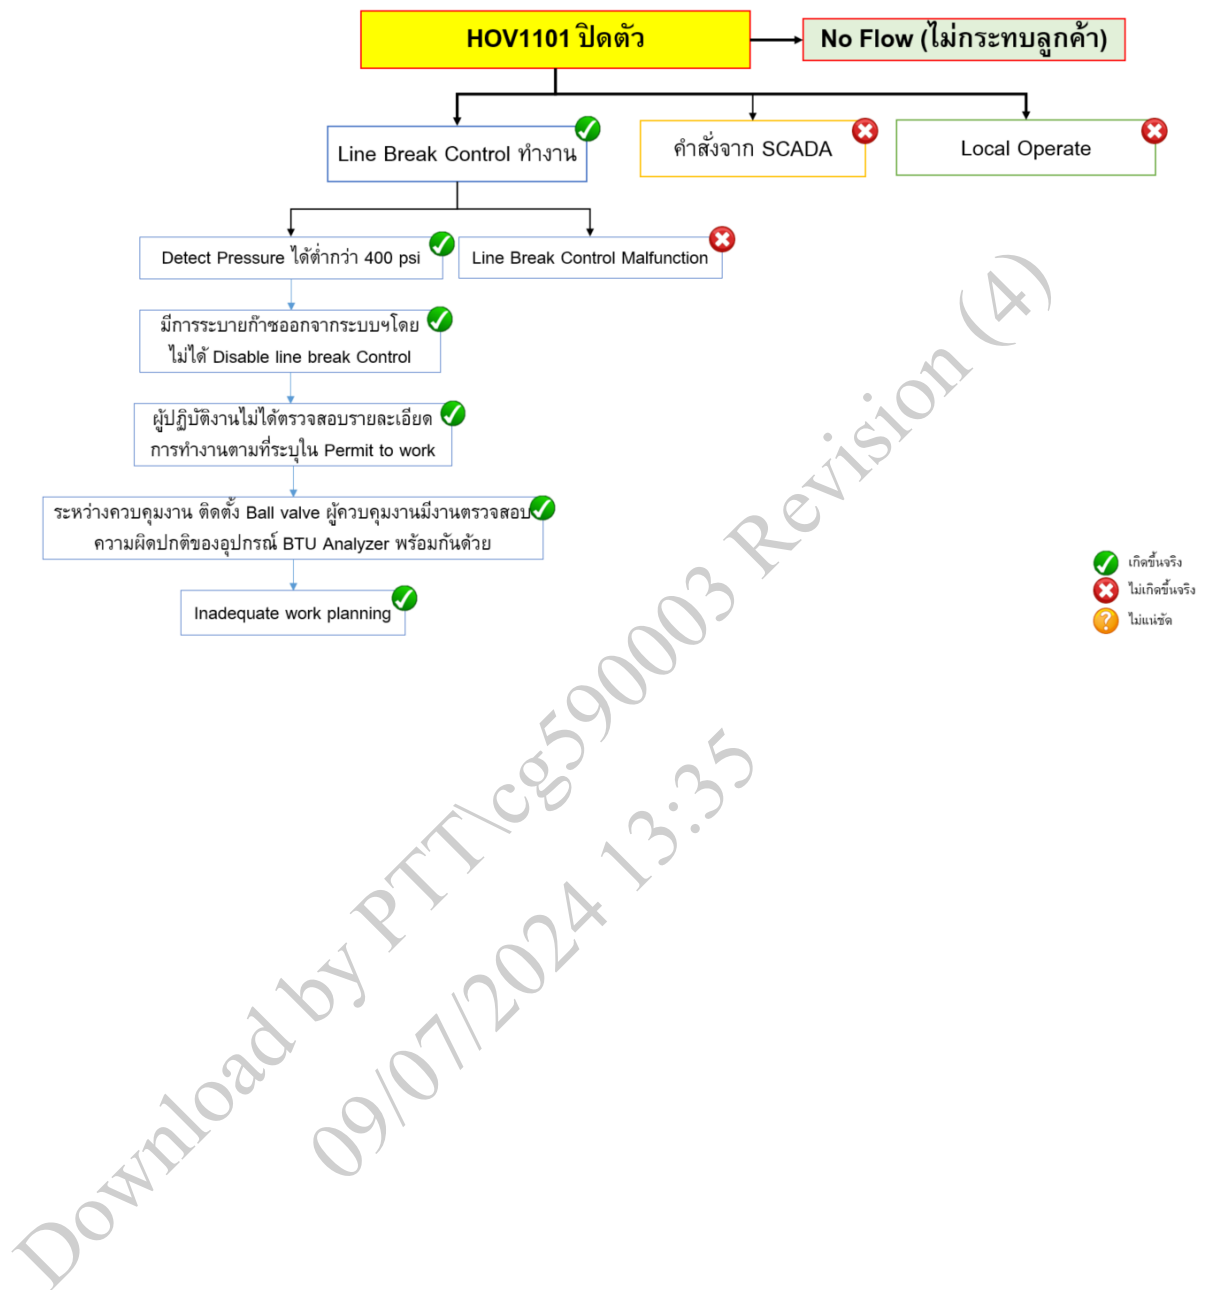 HOV1101 ปิดตัว
No Flow (ไม่กระทบลูกค้า)
Line Break Control ทำงาน
คำสั่งจาก SCADA
Local Operate
Detect Pressure ได้ต่ำกว่า 400 psi
Line Break Control Malfunction
มีการระบายก๊าซออกจากระบบฯโดย
ไม่ได้ Disable line break Control
ผู้ปฏิบัติงานไม่ได้ตรวจสอบรายละเอียด
การทำงานตามที่ระบุใน Permit to work
ระหว่างควบคุมงาน ติดตั้ง Ball valve ผู้ควบคุมงานมีงานตรวจสอบ
ความผิดปกติของอุปกรณ์ BTU Analyzer พร้อมกันด้วย
Inadequate work planning
เกิดขึ้นจริง
ไม่เกิดขึ้นจริง
ไม่แน่ชัด
Download by PTT\cg590003 Revision (4)
09/07/2024 13:35